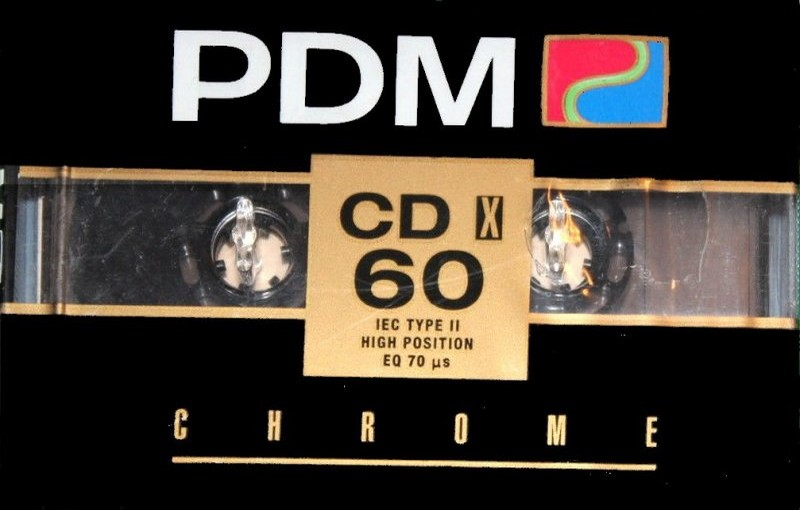 PDM
CD X
60
IEC TYPE II
HIGH POSITION
EQ 70 µs
CHROME